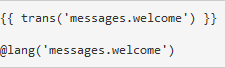 {{ trans('messages.welcome') }}
@lang('messages.welcome')